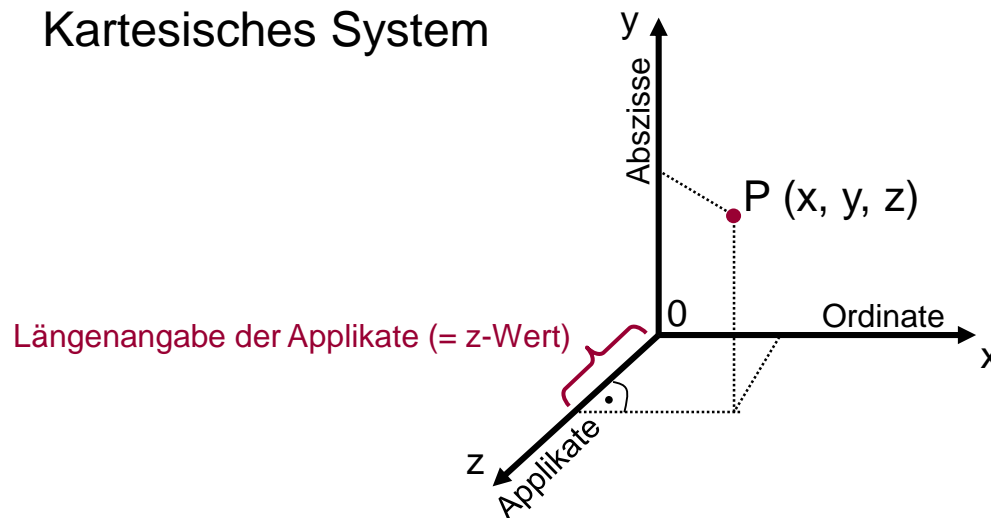 Kartesisches System
y
Abszisse
P (x, y, z)
0
Ordinate
x
Längenangabe der Applikate (= z-Wert)
z
Applikate